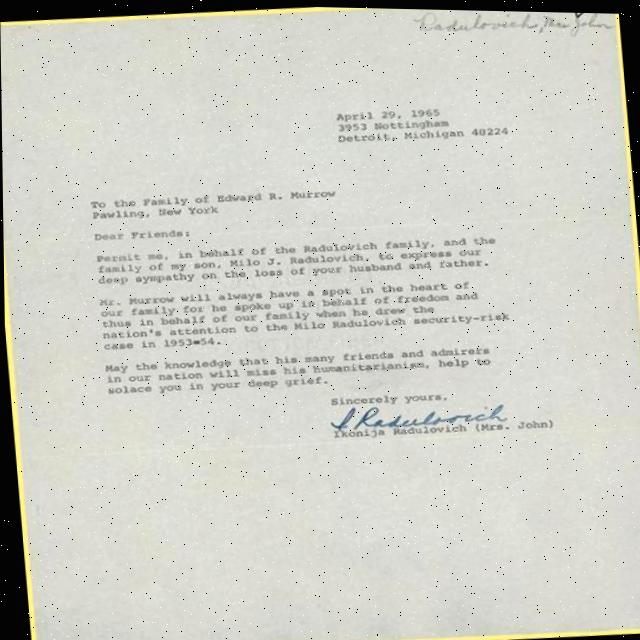 Radulovich, Mrs John
April 29, 1965
3953 Nottingham
Detroit, Michigan 48224
To the Family of Edward R. Murrow
Pawling, New York
Dear Friends:
Permit me, in behalf of the Radulovich family, and the
family of my son, Milo J. Radulovich, to express our
deep sympathy on the loss of your husband and father.
Mr. Murrow will always have a spot in the heart of
our family for he spoke up in behalf of freedom and
thus in behalf of our family when he drew the
nation's attention to the Milo Radulovich security-risk
case in 1953-54.
May the knowledge that his many friends and admirers
in our nation will miss his humanitarianism, help to
solace you in your deep grief.
Sincerely yours,
I Radulovich
Ikonija Radulovich (Mrs. John)